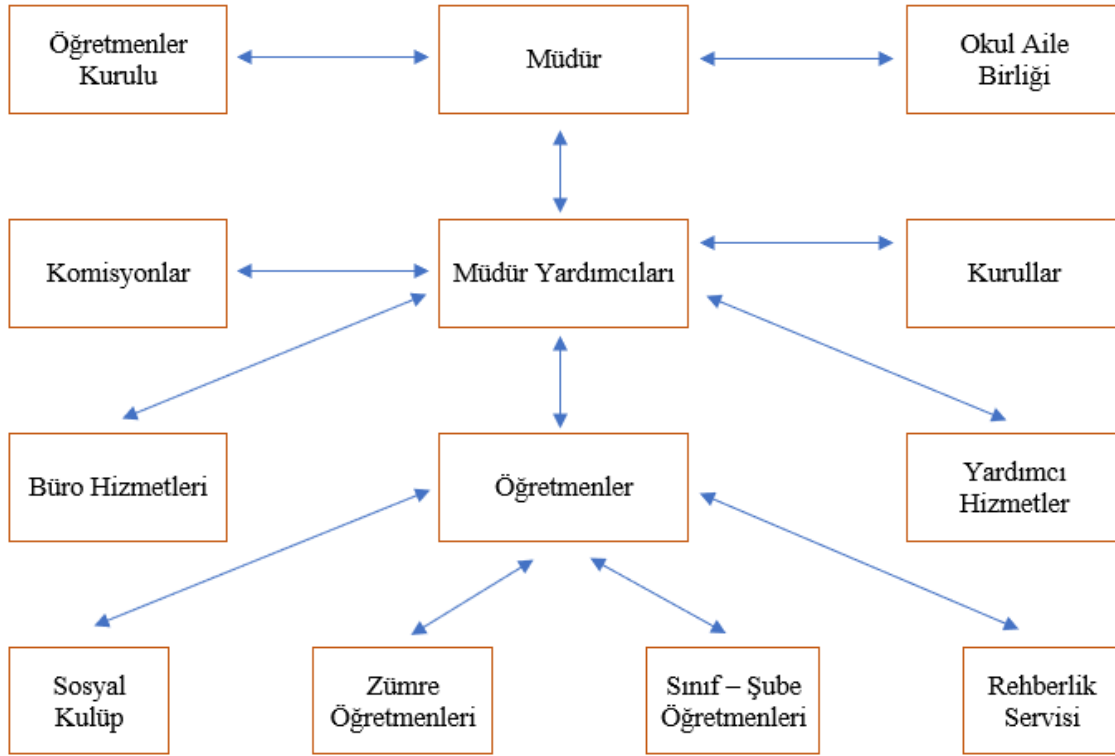 Öğretmenler
Kurulu
Müdür
Okul Aile
Birliği
Komisyonlar
Müdür Yardımcıları
Kurullar
Büro Hizmetleri
Öğretmenler
Yardımcı
Hizmetler
Sosyal
Kulüp
Zümre
Öğretmenleri
Sınıf – Şube
Öğretmenleri
Rehberlik
Servisi